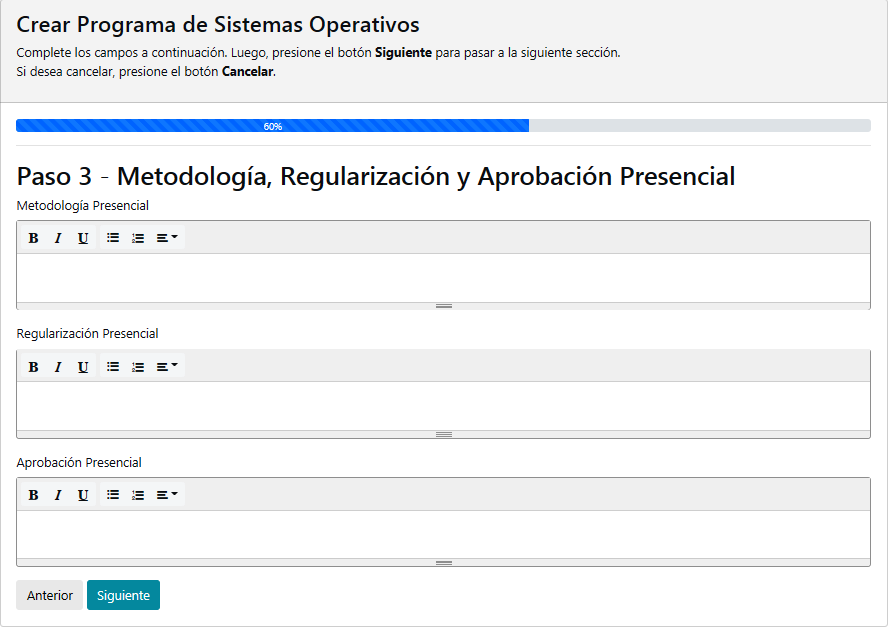 Crear Programa de Sistemas Operativos
Complete los campos a continuación. Luego, presione el botón Siguiente para pasar a la siguiente sección.
Si desea cancelar, presione el botón Cancelar.
60%
Paso 3 - Metodología, Regularización y Aprobación Presencial
Metodología Presencial
B I U
Regularización Presencial
B I U
Aprobación Presencial
B I U
Anterior Siguiente